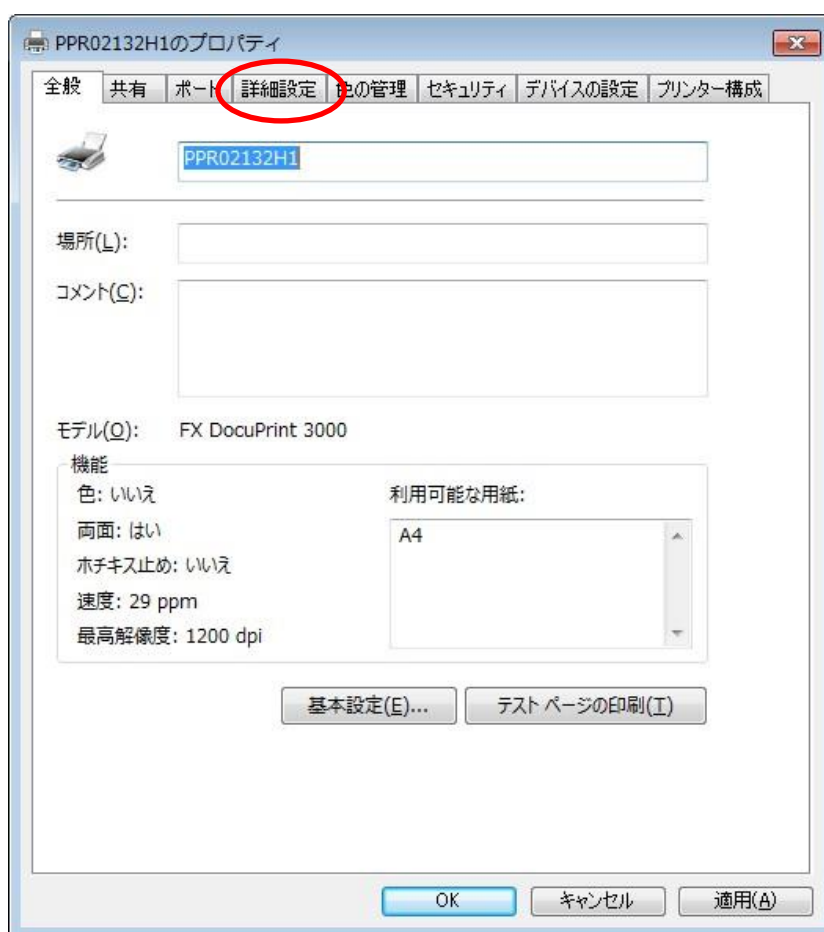 PPR02132H1のプロパティ
全般 共有 ポート 詳細設定 色の管理 セキュリティ デバイスの設定 プリンター構成
PPR02132H1
場所(L):
コメント(C):
モデル(O): FX DocuPrint 3000
機能
色: いいえ 利用可能な用紙:
両面: はい A4
ホチキス止め: いいえ
速度: 29 ppm
最高解像度: 1200 dpi
基本設定(E)... テスト ページの印刷(T)
OK キャンセル 適用(A)